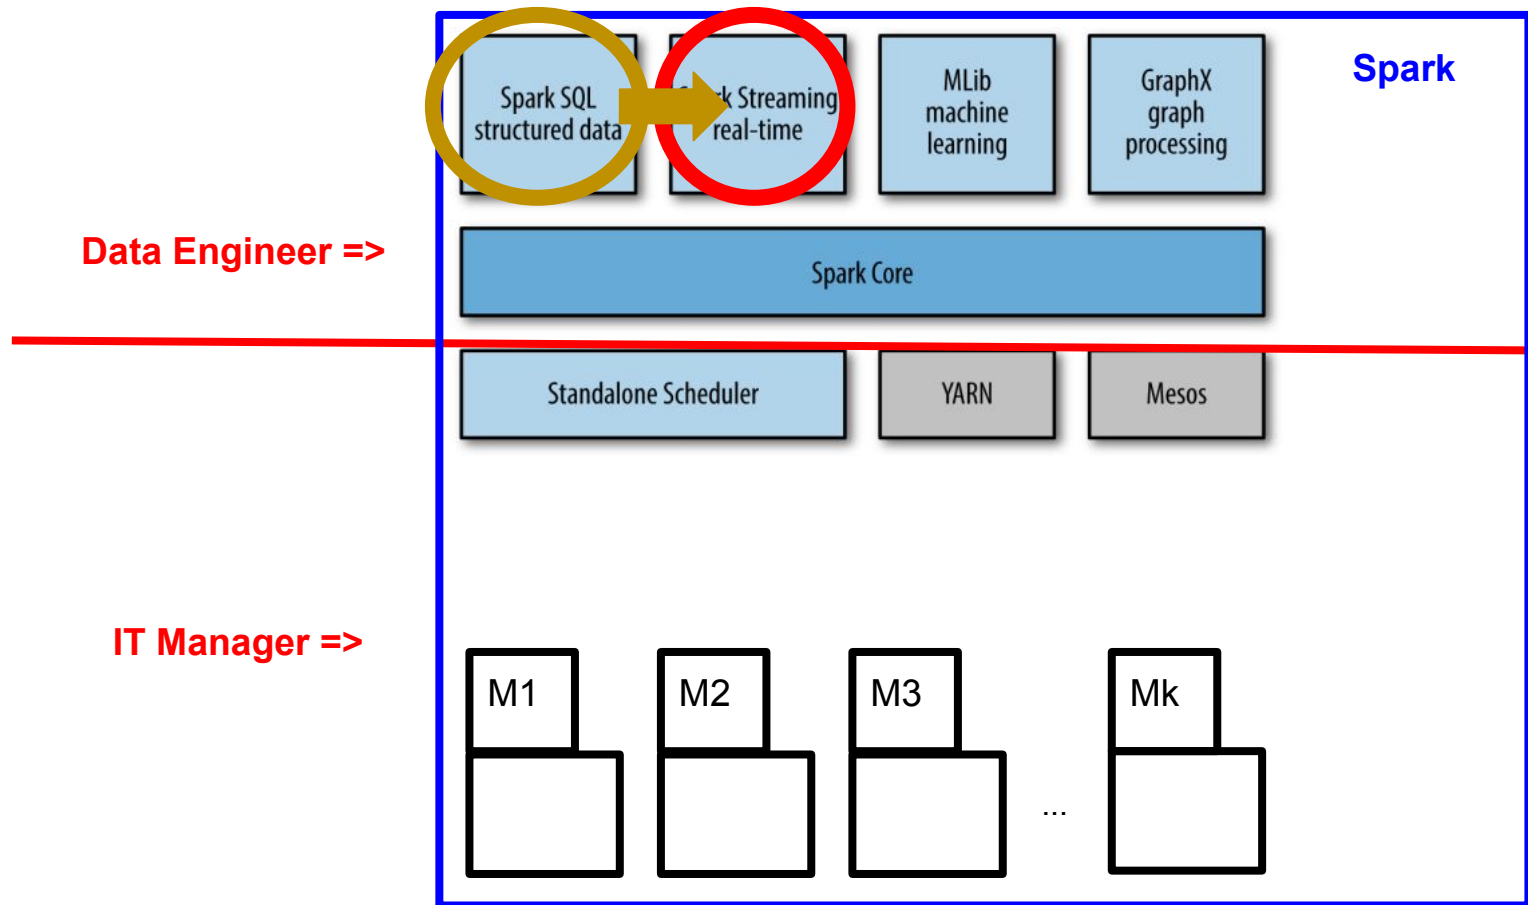 Spark
Spark SQL
structured data
Streaming
real-time
MLib
machine
learning
GraphX
graph
processing
Data Engineer =>
Spark Core
Standalone Scheduler
YARN
Mesos
IT Manager =>
M1
M2
M3
Mk
...